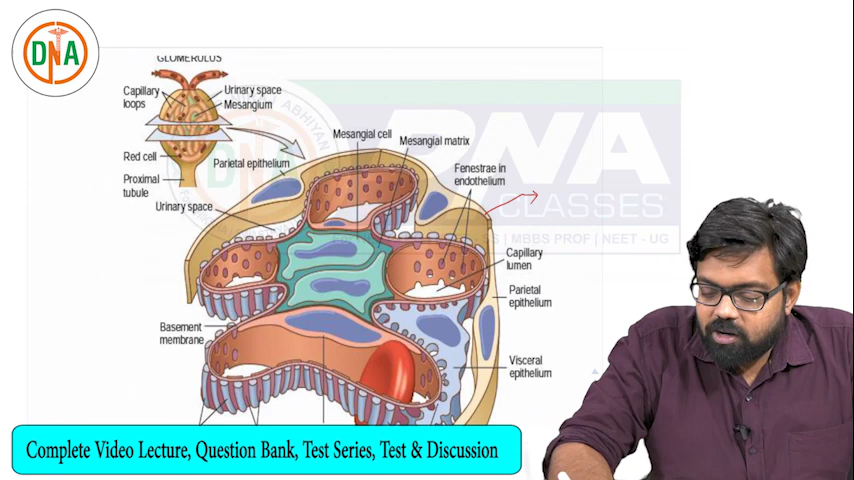 DNA
GLOMERULUS
Capillary
loops
Urinary space
Mesangium
Red cell
Proximal
tubule
Parietal epithelium
Urinary space
Mesangial cell
Mesangial matrix
Fenestrae in
endothelium
Capillary
lumen
Parietal
epithelium
Basement
membrane
Visceral
epithelium
ABHIYAN
DNA
CLASSES
| MBBS PROF | NEET - UG
Complete Video Lecture, Question Bank, Test Series, Test & Discussion